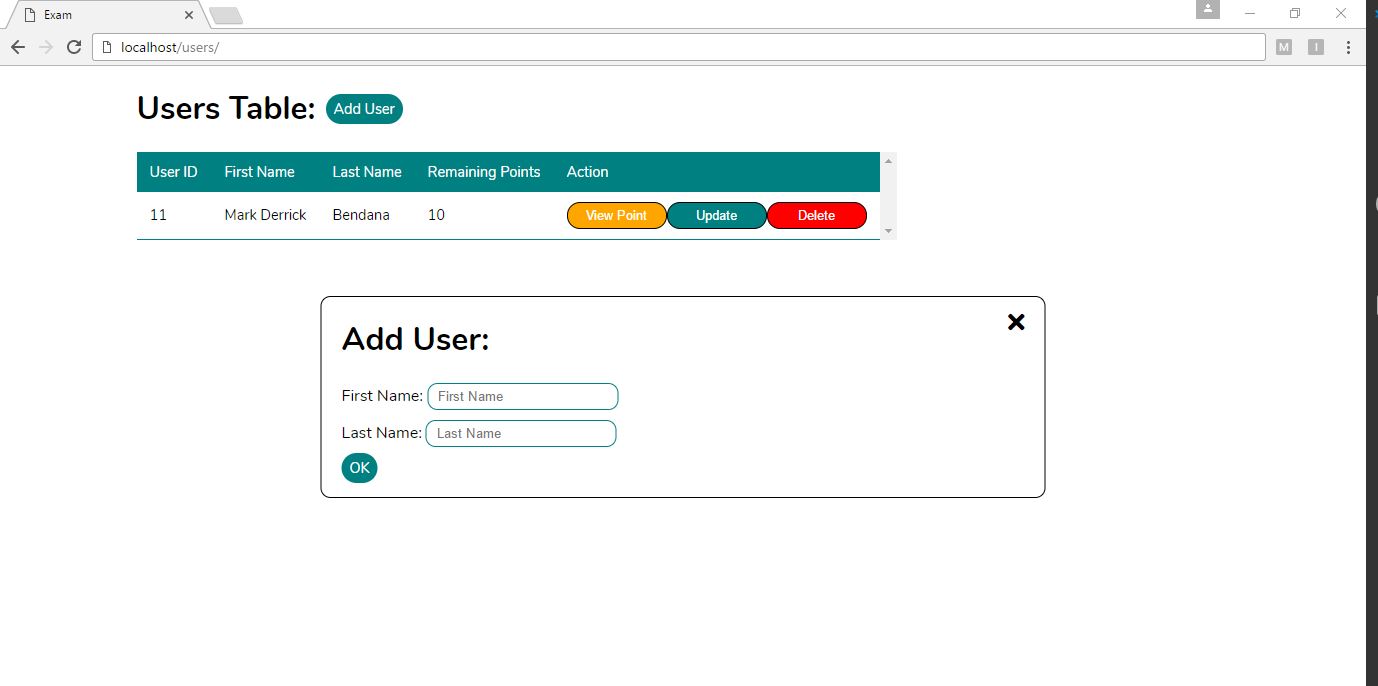 Exam
localhost/users/
M I
Users Table: Add User
User ID First Name Last Name Remaining Points Action
11 Mark Derrick Bendana 10 View Point Update Delete
Add User:
First Name: First Name
Last Name: Last Name
OK